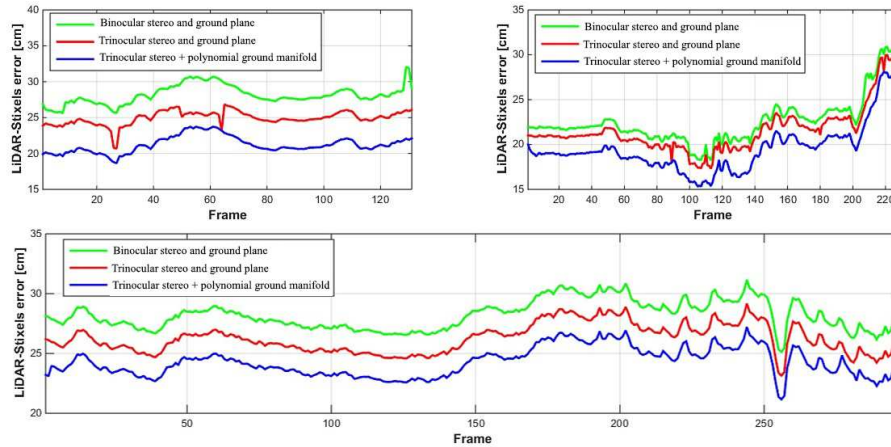 LiDAR-Stixels error [cm]
40
35
30
25
20
15
Binocular stereo and ground plane
Trinocular stereo and ground plane
Trinocular stereo + polynomial ground manifold
20 40 60 80 100 120
Frame
LiDAR-Stixels error [cm]
35
30
25
20
15
Binocular stereo and ground plane
Trinocular stereo and ground plane
Trinocular stereo + polynomial ground manifold
20 40 60 80 100 120 140 160 180 200 220
Frame
LiDAR-Stixels error [cm]
35
30
25
20
Binocular stereo and ground plane
Trinocular stereo and ground plane
Trinocular stereo + polynomial ground manifold
50 100 150 200 250
Frame